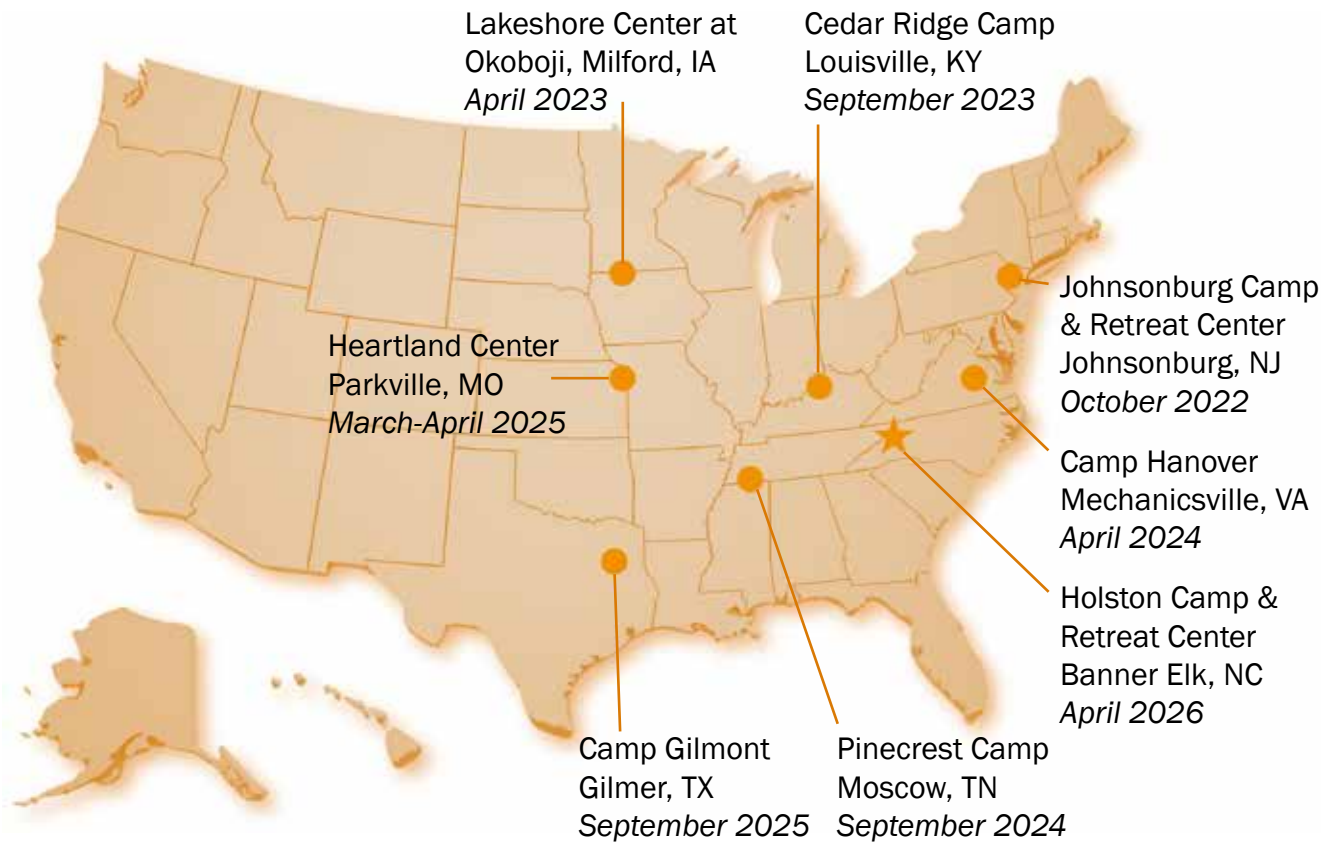 Lakeshore Center at
Okoboji, Milford, IA
April 2023
Cedar Ridge Camp
Louisville, KY
September 2023
Johnsonburg Camp
& Retreat Center
Johnsonburg, NJ
October 2022
Heartland Center
Parkville, MO
March-April 2025
Camp Hanover
Mechanicsville, VA
April 2024
Holston Camp &
Retreat Center
Banner Elk, NC
April 2026
Camp Gilmont
Gilmer, TX
September 2025
Pinecrest Camp
Moscow, TN
September 2024